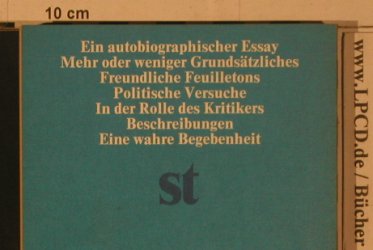 10 cm
Ein autobiographischer Essay
Mehr oder weniger Grundsätzliches
Freundliche Feuilletons
Politische Versuche
In der Rolle des Kritikers
Beschreibungen
Eine wahre Begebenheit
st
www.LPCD.de / Bücher